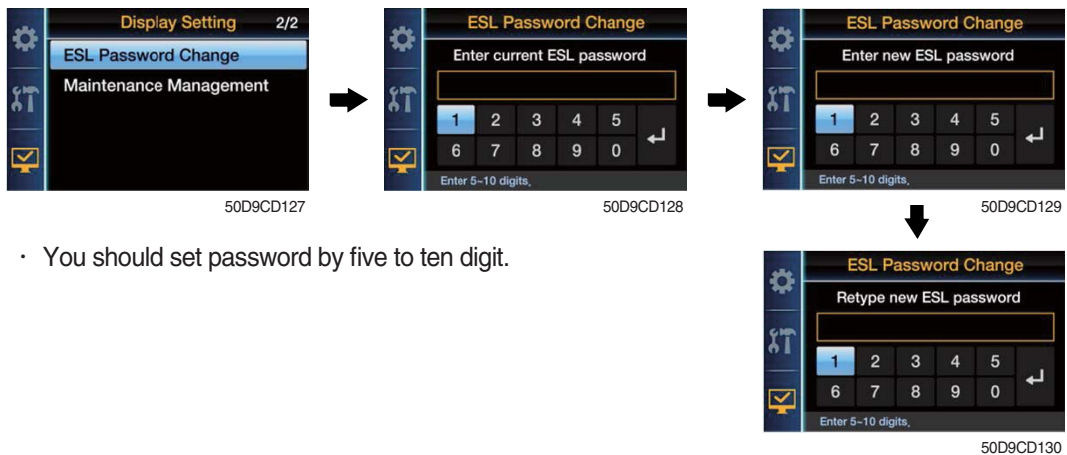 Display Setting 2/2
ESL Password Change
Maintenance Management
50D9CD127
ESL Password Change
Enter current ESL password
1 2 3 4 5
6 7 8 9 0
Enter 5~10 digits,
50D9CD128
ESL Password Change
Enter new ESL password
1 2 3 4 5
6 7 8 9 0
Enter 5~10 digits,
50D9CD129
· You should set password by five to ten digit.
ESL Password Change
Retype new ESL password
1 2 3 4 5
6 7 8 9 0
Enter 5~10 digits,
50D9CD130